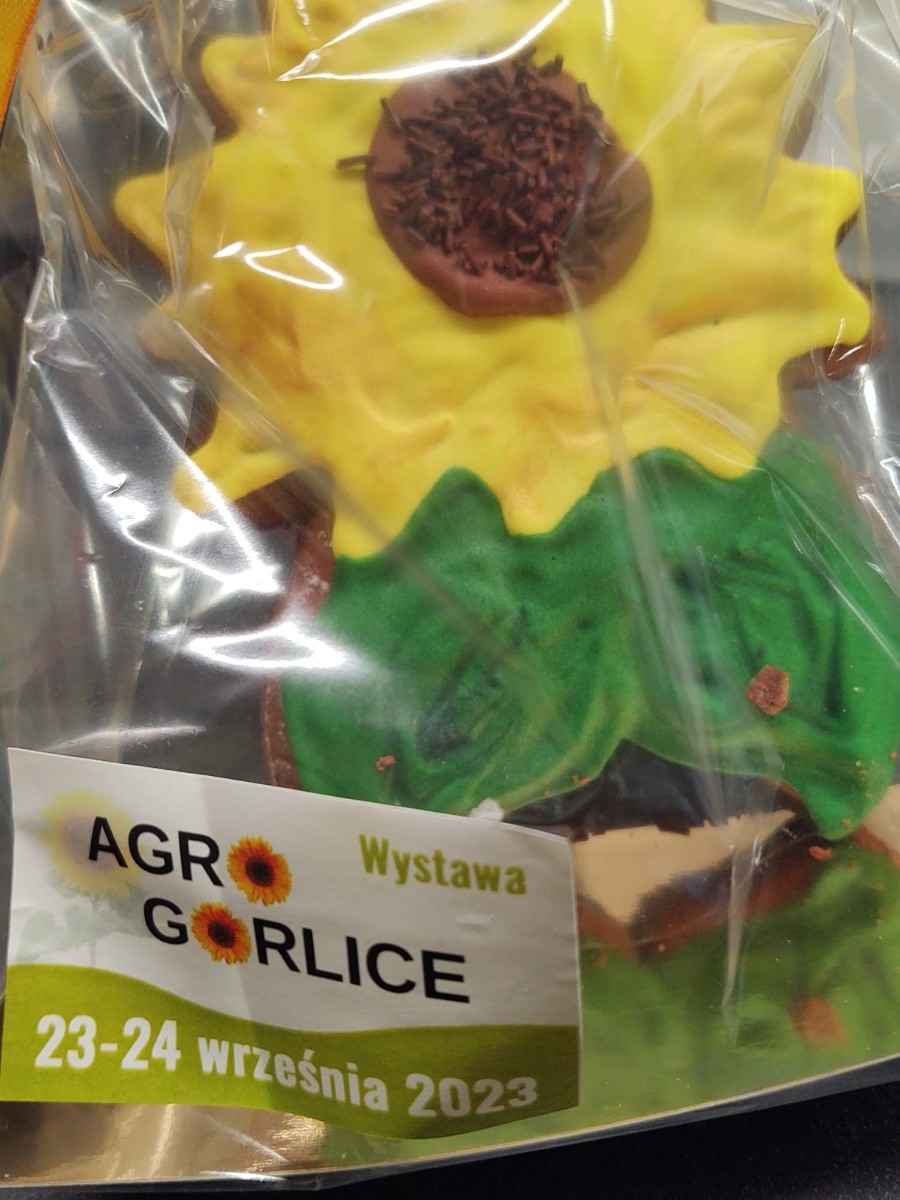 AGRO
Wystawa
GORLICE
23-24 września 2023